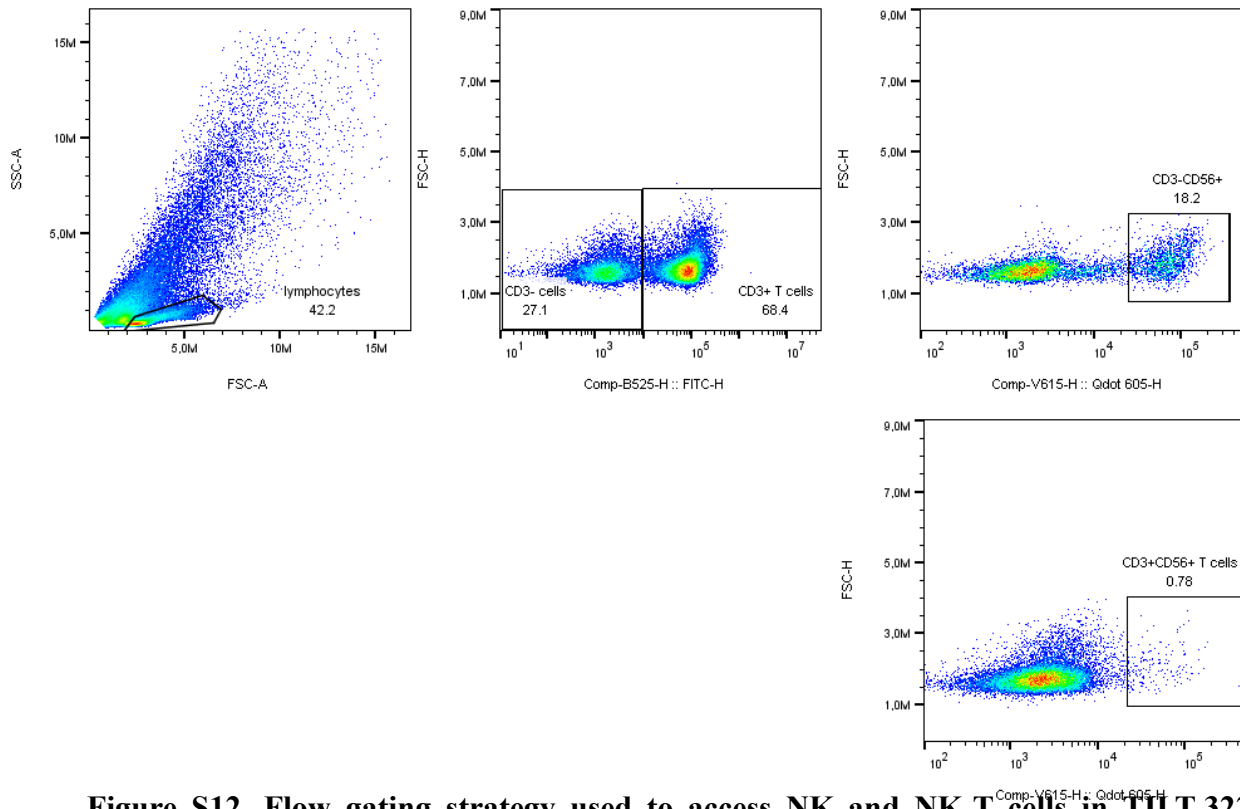 15M
10M
5,0M
SSC-A
lymphocytes
42.2
5,0M 10M 15M
FSC-A
9,0M
7,0M
5,0M
3,0M
1,0M
FSC-H
CD3- cells
27.1
CD3+ T cells
68.4
10^1 10^3 10^5 10^7
Comp-B525-H :: FITC-H
9,0M
7,0M
5,0M
3,0M
1,0M
FSC-H
CD3-CD56+
18.2
10^2 10^3 10^4 10^5
Comp-V615-H :: Qdot 605-H
9,0M
7,0M
5,0M
3,0M
1,0M
FSC-H
CD3+CD56+ T cells
0.78
10^2 10^3 10^4 10^5
Comp-V615-H :: Qdot 605-H
Figure S12. Flow gating strategy used to access NK and NK-T cells in